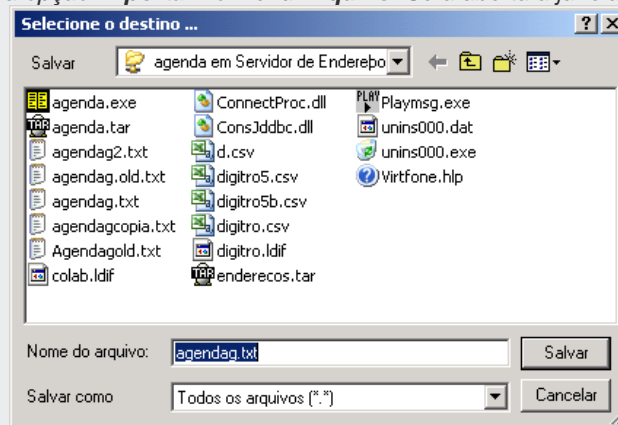 Selecione o destino ...
Salvar
agenda em Servidor de Endereþo
agenda.exe
agenda.tar
agendag2.txt
agendag.old.txt
agendag.txt
agendagcopia.txt
Agendagold.txt
colab.ldif
ConnectProc.dll
ConsJddbc.dll
d.csv
digitro5.csv
digitro5b.csv
digitro.csv
digitro.ldif
enderecos.tar
PLAY
Playmsg.exe
unins000.dat
unins000.exe
Virtfone.hlp
Nome do arquivo:
agendag.txt
Salvar
Salvar como
Todos os arquivos (*.*)
Cancelar